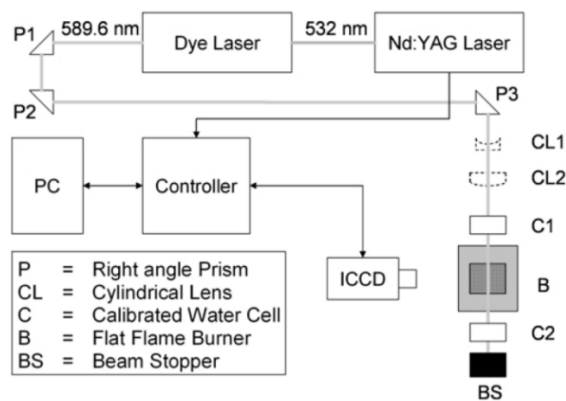 P1
589.6 nm
Dye Laser
532 nm
Nd:YAG Laser
P2
P3
CL1
CL2
PC
Controller
C1
ICCD
B
C2
BS
P = Right angle Prism
CL = Cylindrical Lens
C = Calibrated Water Cell
B = Flat Flame Burner
BS = Beam Stopper